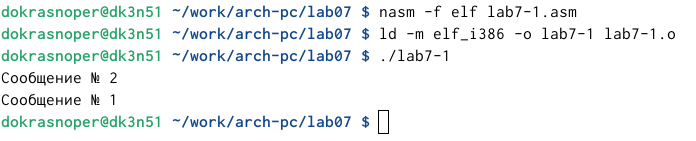 dokrasnoper@dk3n51 ~/work/arch-pc/lab07 $ nasm -f elf lab7-1.asm
dokrasnoper@dk3n51 ~/work/arch-pc/lab07 $ ld -m elf_i386 -o lab7-1 lab7-1.o
dokrasnoper@dk3n51 ~/work/arch-pc/lab07 $ ./lab7-1
Сообщение № 2
Сообщение № 1
dokrasnoper@dk3n51 ~/work/arch-pc/lab07 $